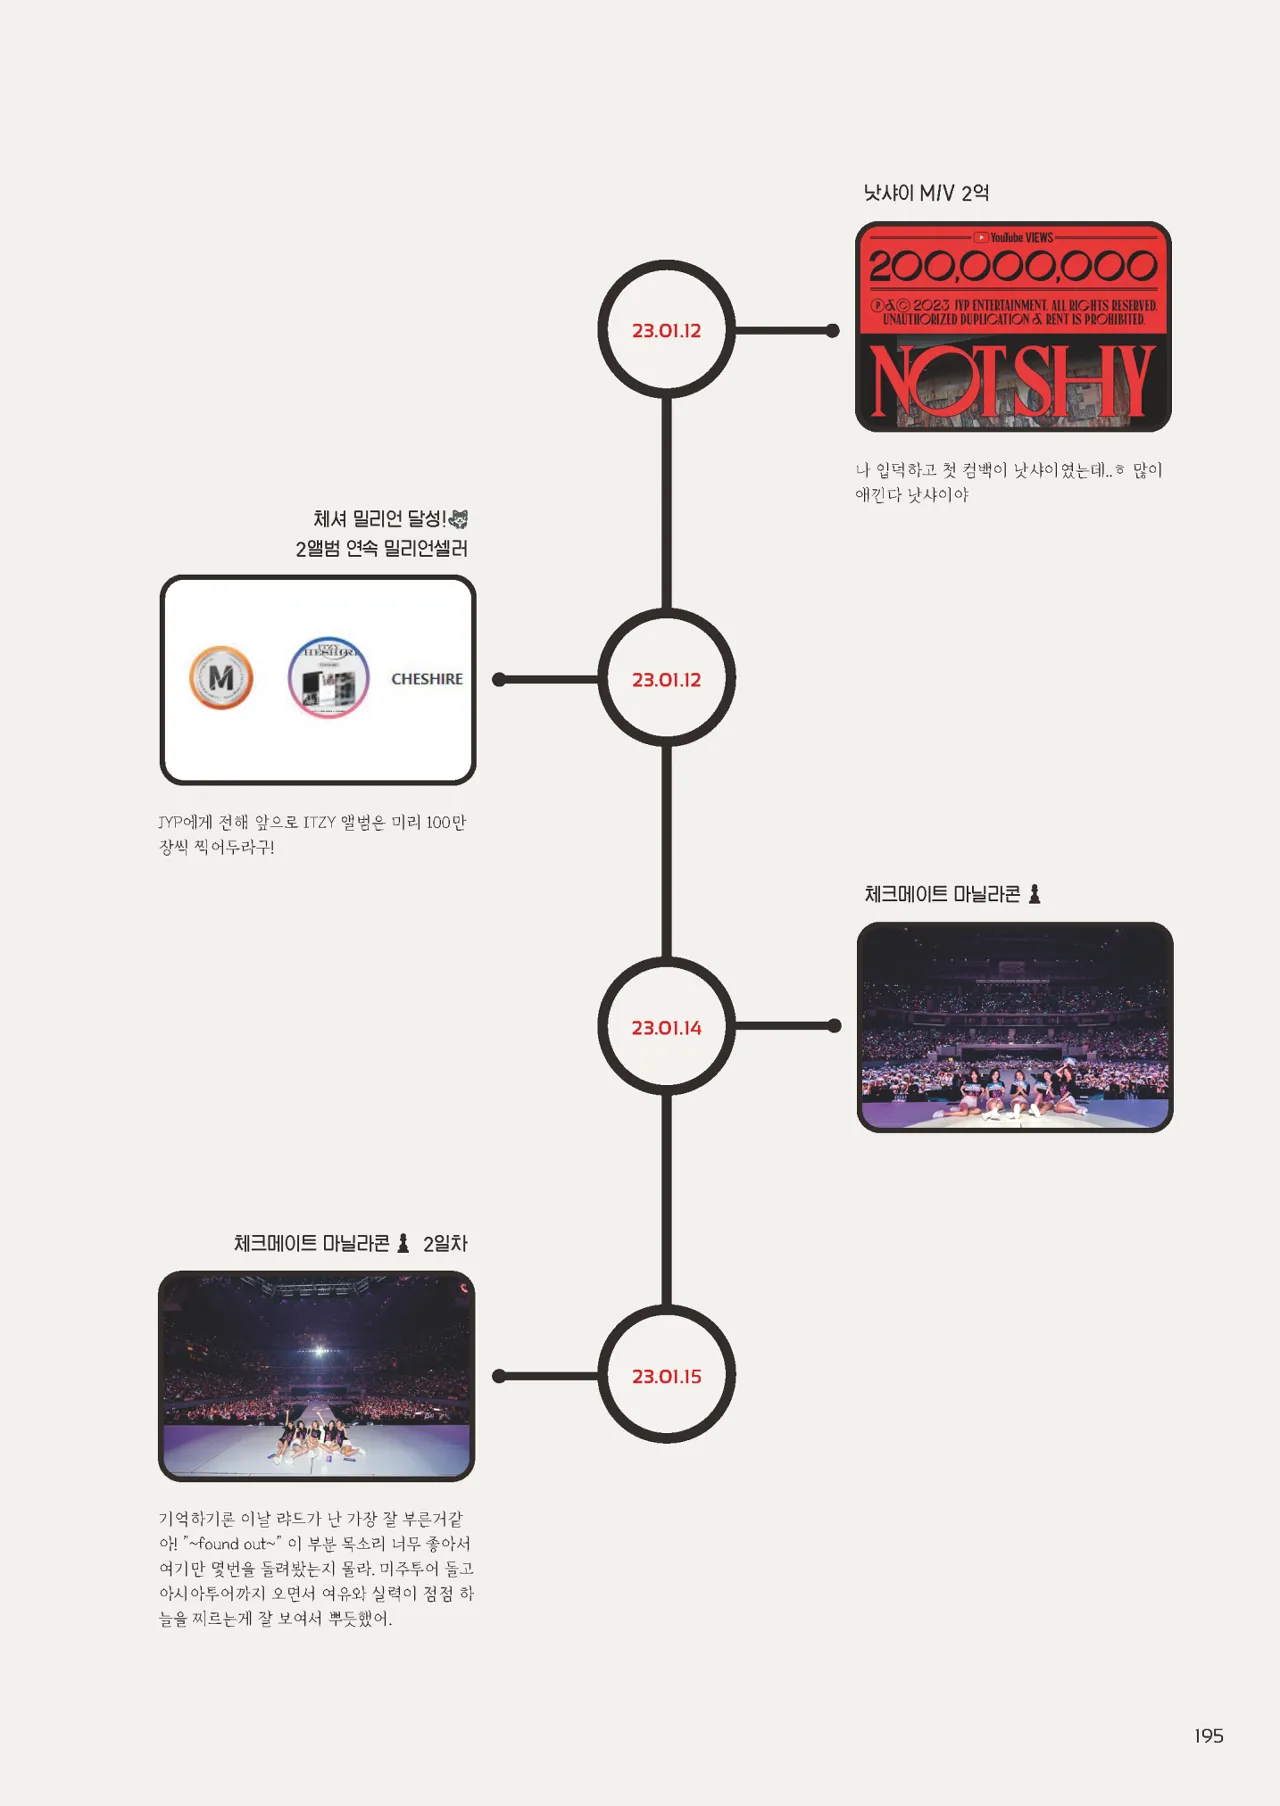 낫샤이 M/V 2억
YouTube VIEWS
200,000,000
Ⓟ & Ⓒ 2023 JYP ENTERTAINMENT. ALL RIGHTS RESERVED.
UNAUTHORIZED DUPLICATION & RENT IS PROHIBITED.
NOT SHY
23.01.12
나 입덕하고 첫 컴백이 낫샤이였는데..ㅎ 많이
애낀다 낫샤이야
체셔 밀리언 달성!
2앨범 연속 밀리언셀러
M
ITZY
CHESHIRE
CHESHIRE
23.01.12
JYP에게 전해 앞으로 ITZY 앨범은 미리 100만
장씩 찍어두라구!
체크메이트 마닐라콘
23.01.14
체크메이트 마닐라콘 2일차
23.01.15
기억하기론 이날 랴드가 난 가장 잘 부른거같
아! "~found out~" 이 부분 목소리 너무 좋아서
여기만 몇번을 돌려봤는지 몰라. 미주투어 돌고
아시아투어까지 오면서 여유와 실력이 점점 하
늘을 찌르는게 잘 보여서 뿌듯했어.
195